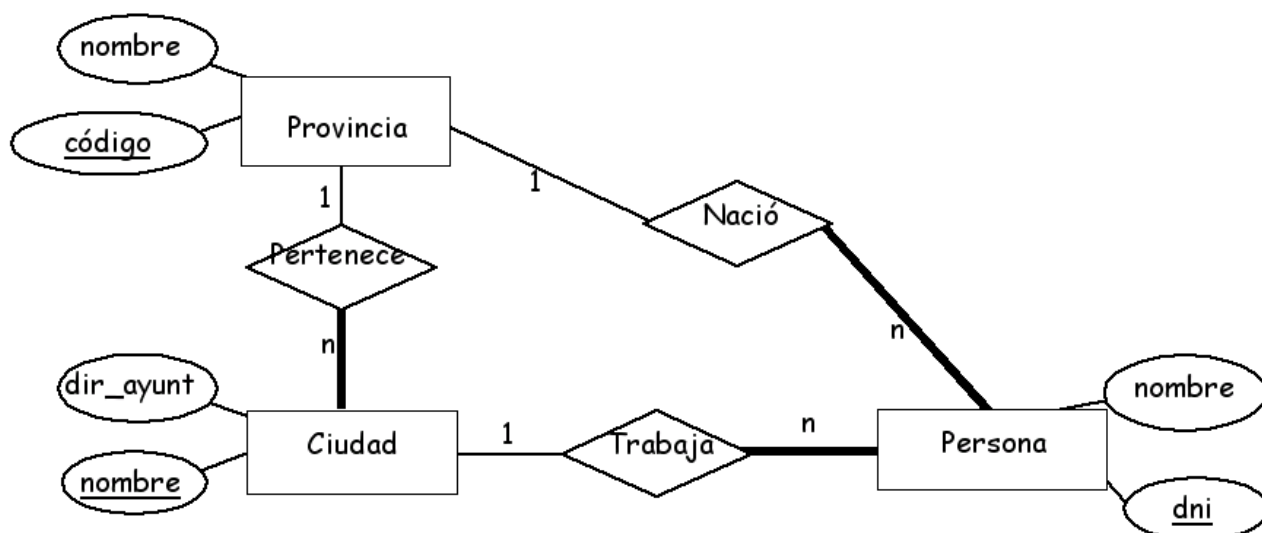 nombre
código
Provincia
1
1
Nació
Pertenece
n
n
dir_ayunt
nombre
Ciudad
1
Trabaja
n
Persona
nombre
dni